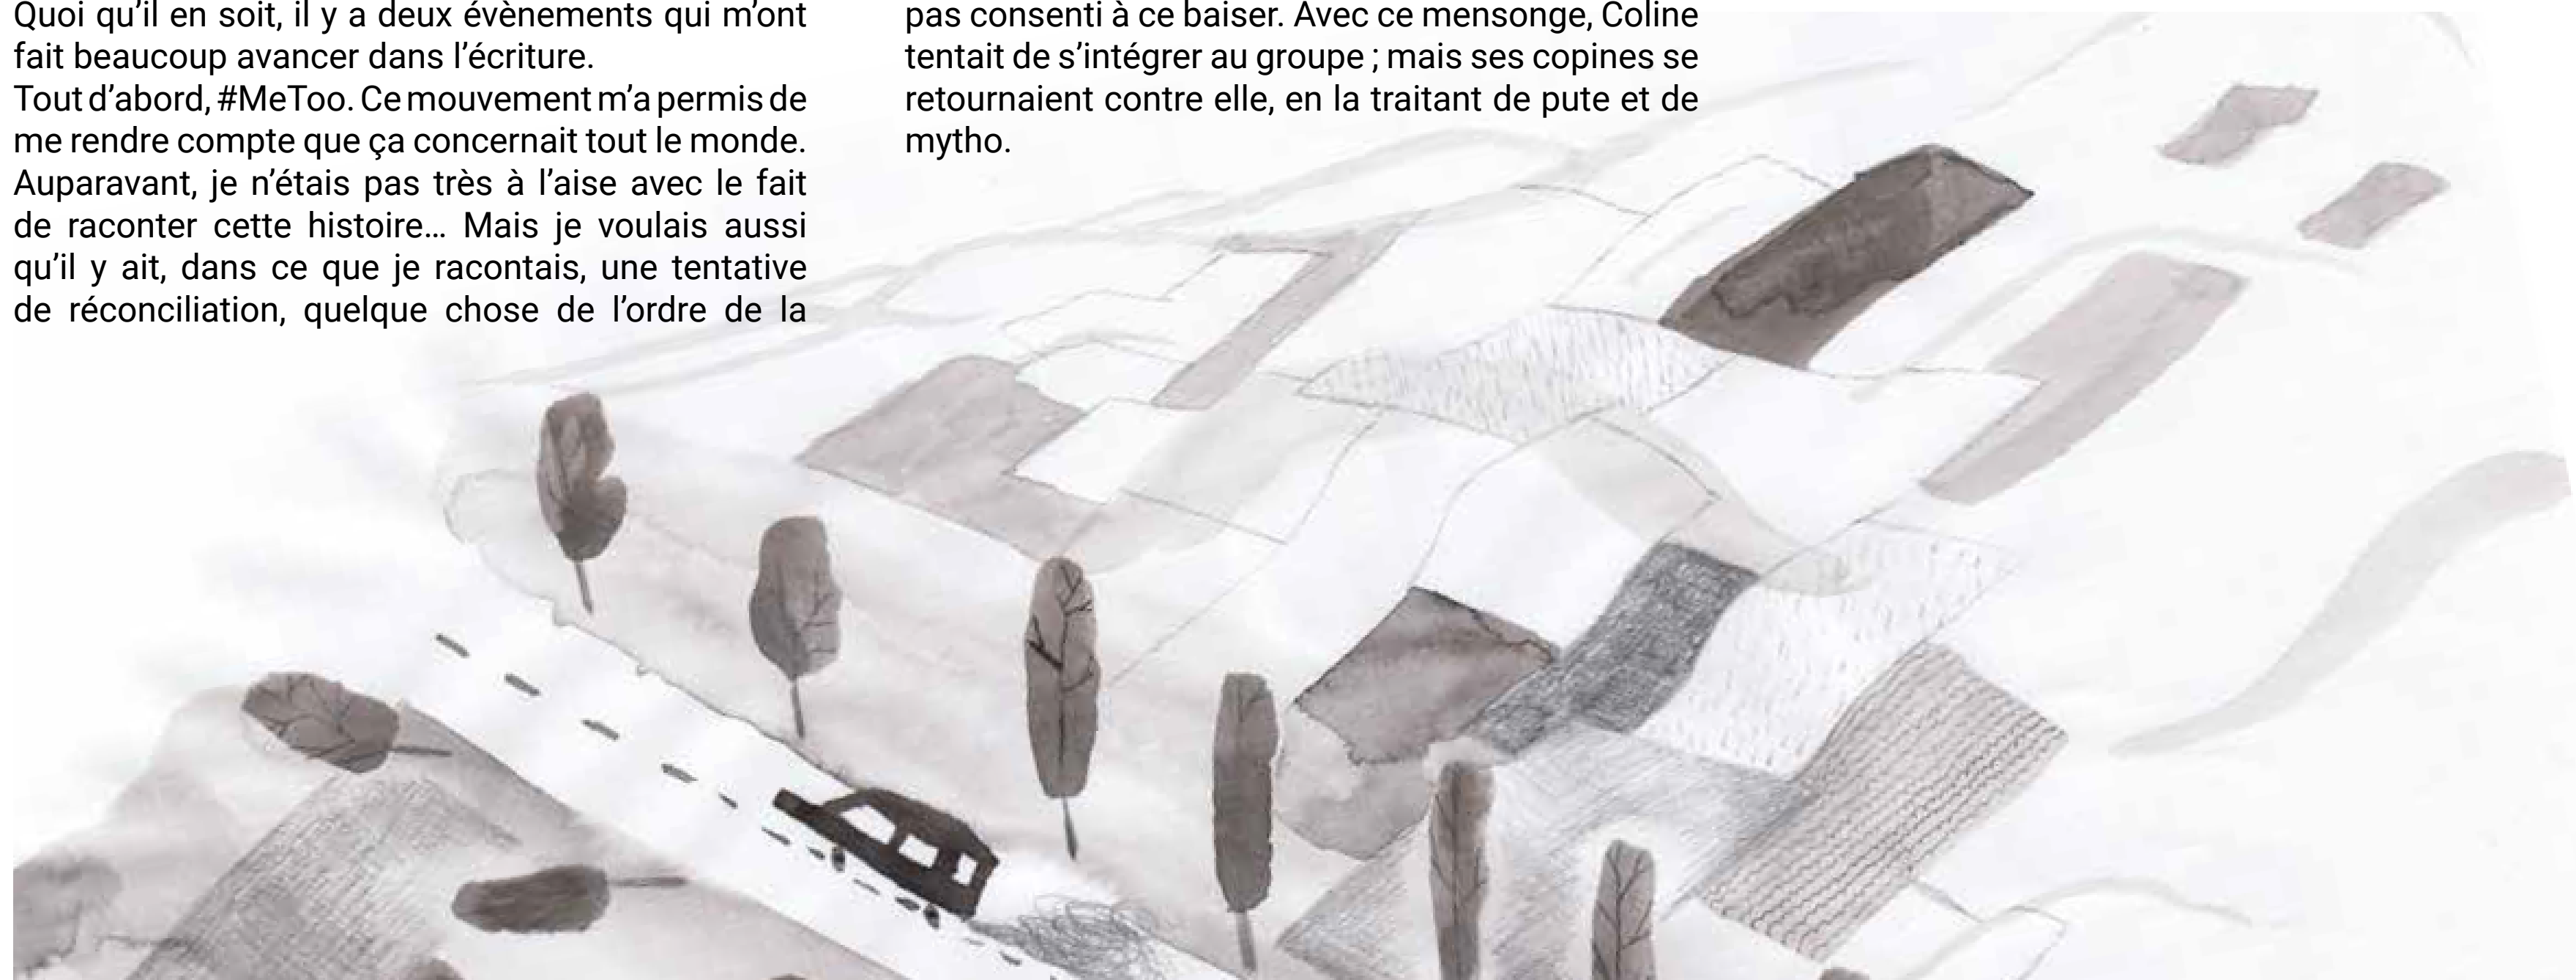 Quoi qu’il en soit, il y a deux évènements qui m’ont
fait beaucoup avancer dans l’écriture.
Tout d’abord, #MeToo. Ce mouvement m’a permis de
me rendre compte que ça concernait tout le monde.
Auparavant, je n’étais pas très à l’aise avec le fait
de raconter cette histoire… Mais je voulais aussi
qu’il y ait, dans ce que je racontais, une tentative
de réconciliation, quelque chose de l’ordre de la
pas consenti à ce baiser. Avec ce mensonge, Coline
tentait de s’intégrer au groupe ; mais ses copines se
retournaient contre elle, en la traitant de pute et de
mytho.